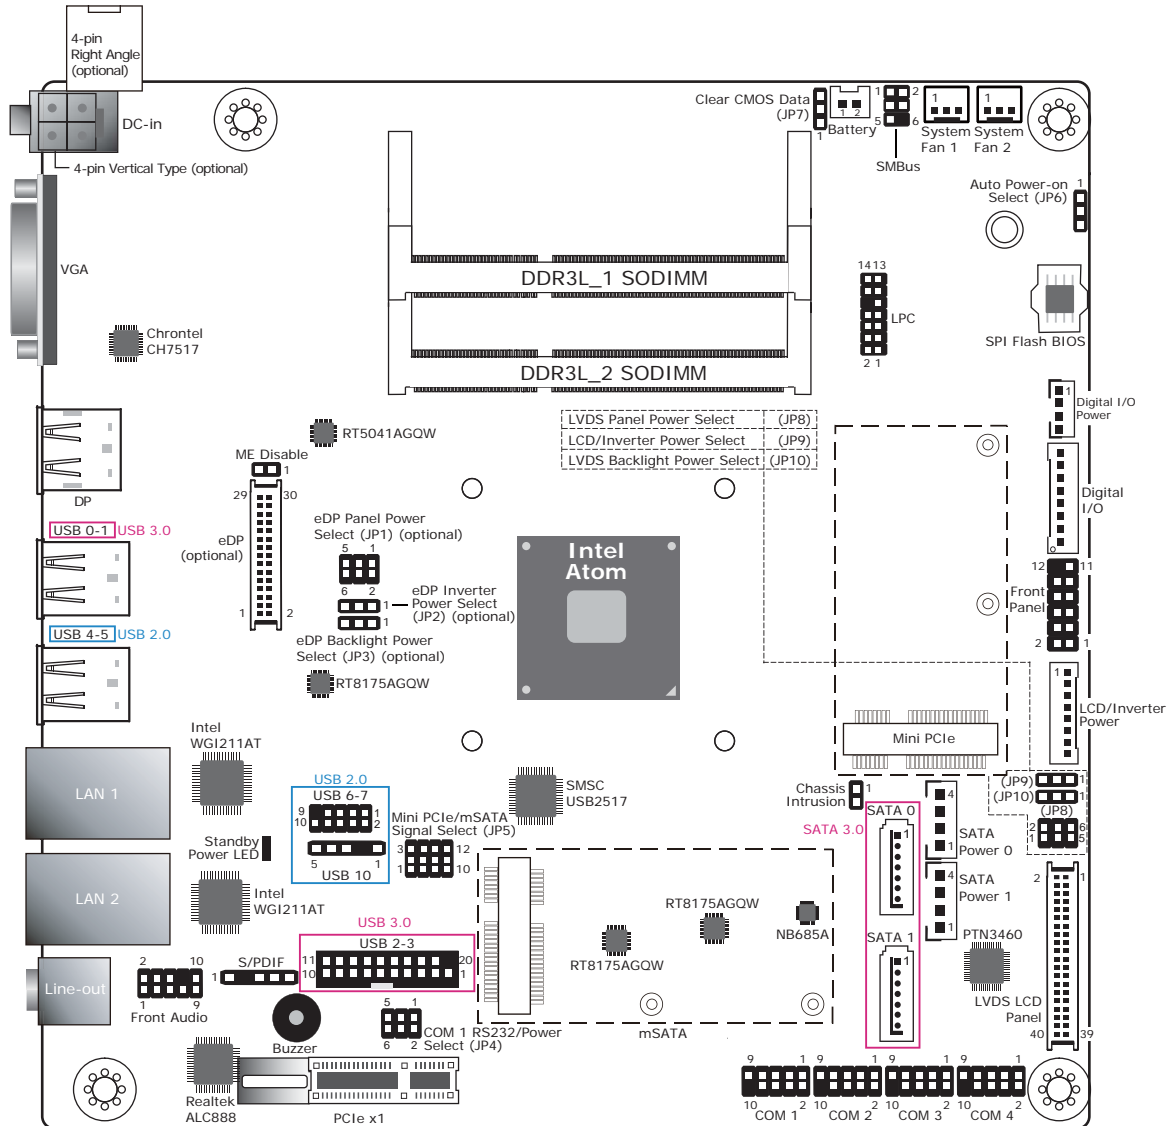 4-pin
Right Angle
(optional)
DC-in
4-pin Vertical Type (optional)
Clear CMOS Data
(JP7)
1
1 2
Battery
1 2
5 6
SMBus
1
System
Fan 1
1
System
Fan 2
Auto Power-on
Select (JP6)
1
VGA
DDR3L_1 SODIMM
DDR3L_2 SODIMM
14 13
LPC
2 1
SPI Flash BIOS
Chrontel
CH7517
1
Digital I/O
Power
LVDS Panel Power Select (JP8)
LCD/Inverter Power Select (JP9)
LVDS Backlight Power Select (JP10)
RT5041AGQW
ME Disable
1
29 30
eDP
(optional)
1 2
DP
Digital
I/O
eDP Panel Power
Select (JP1) (optional)
5 1
6 2
1
eDP Inverter
Power Select
(JP2) (optional)
1
eDP Backlight Power
Select (JP3) (optional)
RT8175AGQW
Intel
Atom
USB 0-1 USB 3.0
USB 4-5 USB 2.0
12 11
Front
Panel
2 1
1
LCD/Inverter
Power
Mini PCIe
Intel
WGI211AT
LAN 1
USB 2.0
USB 6-7
9 1
10 2
5 1
USB 10
Mini PCIe/mSATA
Signal Select (JP5)
3 12
1 10
SMSC
USB2517
Chassis
Intrusion
1
(JP9) 1
(JP10) 1
(JP8)
2 6
1 5
SATA 3.0
SATA 0
1
4
SATA
Power 0
1
4
SATA
Power 1
1
Standby
Power LED
LAN 2
Intel
WGI211AT
RT8175AGQW
RT8175AGQW
NB685A
SATA 1
1
PTN3460
2 1
LVDS LCD
Panel
40 39
USB 3.0
USB 2-3
11 20
10 1
S/PDIF
1
2 10
1 9
Front Audio
Line-out
Buzzer
5 1
6 2
COM 1 RS232/Power
Select (JP4)
mSATA
Realtek
ALC888
PCIe x1
9 1
10 2
COM 1
9 1
10 2
COM 2
9 1
10 2
COM 3
9 1
10 2
COM 4